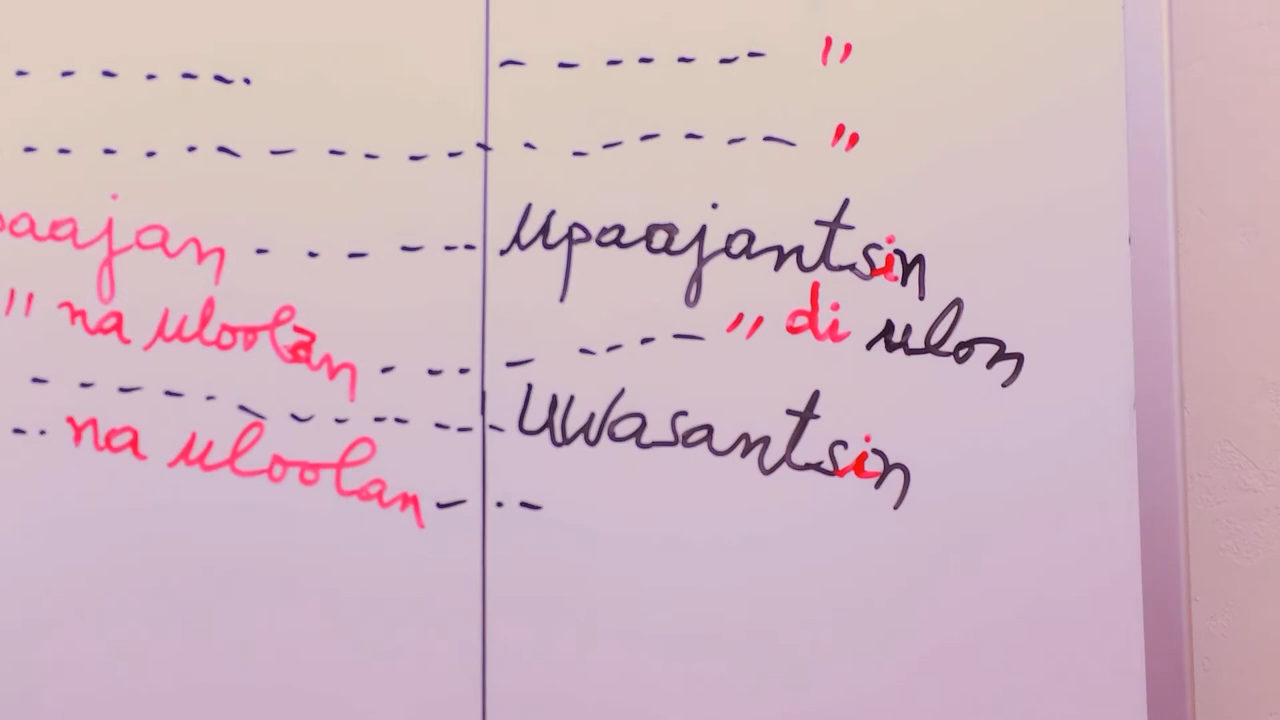 - - - - - - . - - - - - - "
- - - - - - - - - - - - - - - - "
paajan - - - - - upaajantsin
" na uloolan - - - - - - - " di ulon
- - - - - - - - - - - uwasantsin
- - na uloolan - - -